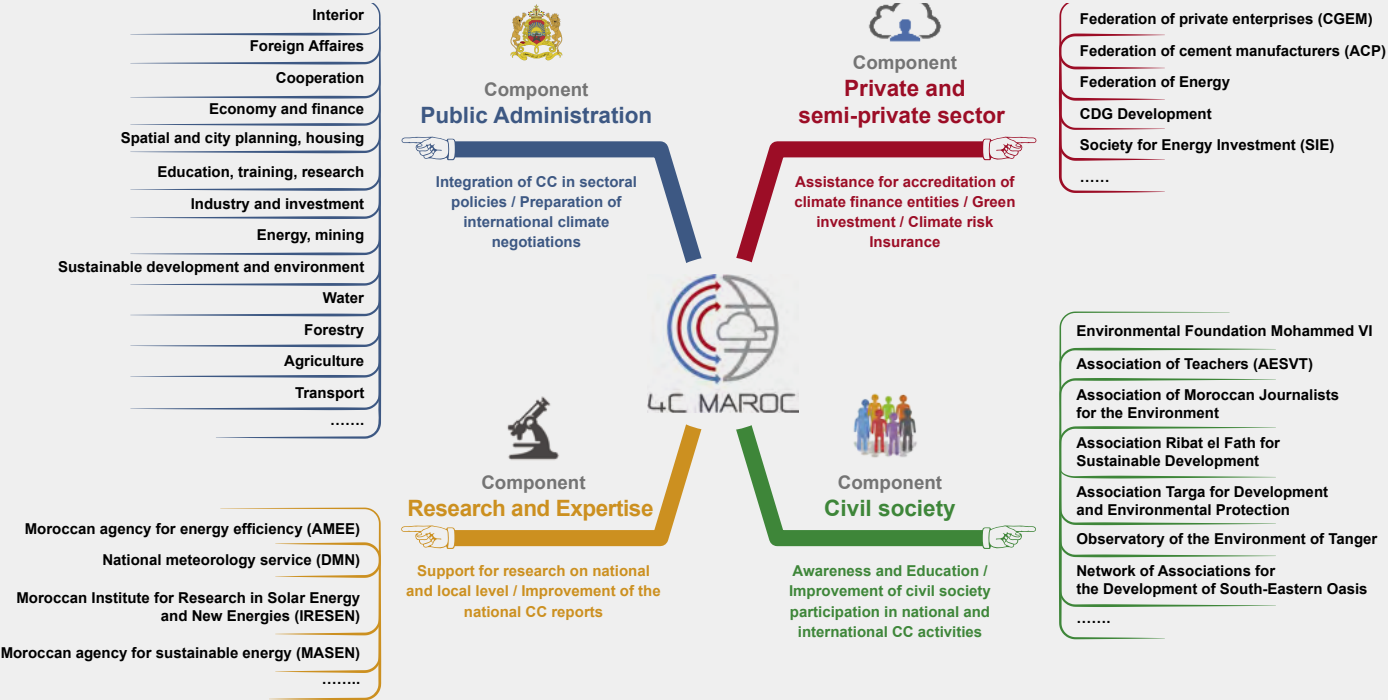 Interior
Foreign Affaires
Cooperation
Economy and finance
Spatial and city planning, housing
Education, training, research
Industry and investment
Energy, mining
Sustainable development and environment
Water
Forestry
Agriculture
Transport
.......
Component
Public Administration
Integration of CC in sectoral
policies / Preparation of
international climate
negotiations
Component
Private and
semi-private sector
Assistance for accreditation of
climate finance entities / Green
investment / Climate risk
Insurance
Federation of private enterprises (CGEM)
Federation of cement manufacturers (ACP)
Federation of Energy
CDG Development
Society for Energy Investment (SIE)
......
4C MAROC
Component
Research and Expertise
Support for research on national
and local level / Improvement of the
national CC reports
Moroccan agency for energy efficiency (AMEE)
National meteorology service (DMN)
Moroccan Institute for Research in Solar Energy
and New Energies (IRESEN)
Moroccan agency for sustainable energy (MASEN)
........
Component
Civil society
Awareness and Education /
Improvement of civil society
participation in national and
international CC activities
Environmental Foundation Mohammed VI
Association of Teachers (AESVT)
Association of Moroccan Journalists
for the Environment
Association Ribat el Fath for
Sustainable Development
Association Targa for Development
and Environmental Protection
Observatory of the Environment of Tanger
Network of Associations for
the Development of South-Eastern Oasis
.......